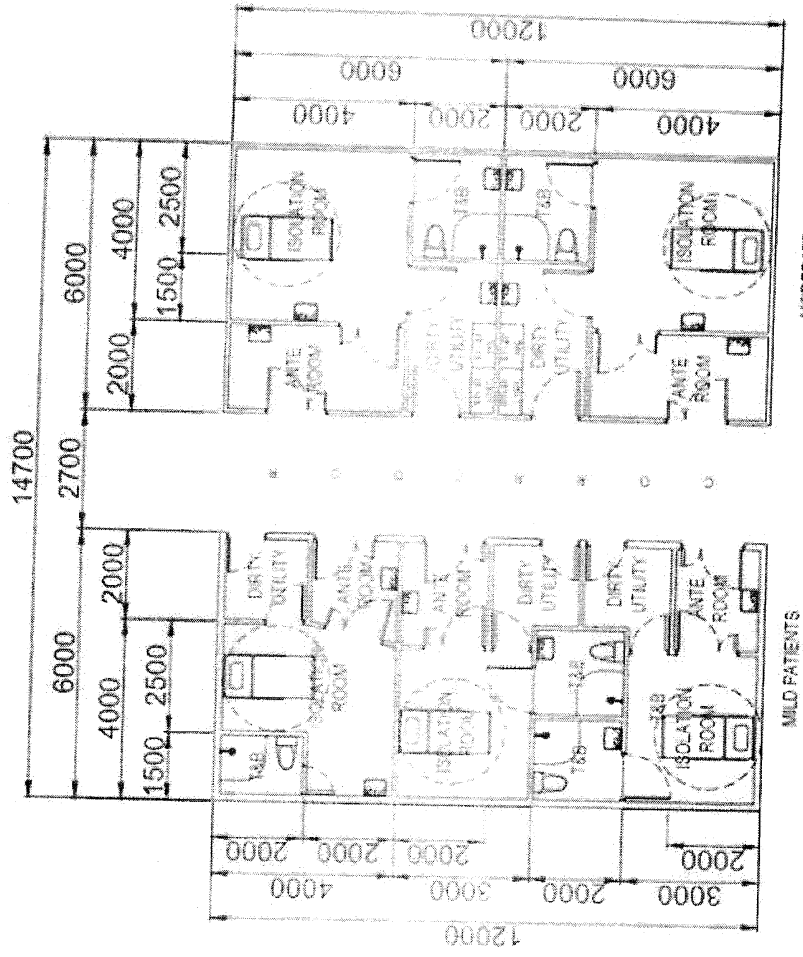 14700
6000
2700
6000
4000
2000
2000
4000
1500
2500
1500
2500
12000
6000
6000
4000
2000
2000
4000
12000
4000
3000
2000
3000
2000
2000
2000
2000
T&B
ISOLATION
ROOM
DIRTY
UTILITY
ANTE
ROOM
ISOLATION
ROOM
ANTE
ROOM
T&B
T&B
DIRTY
UTILITY
T&B
ISOLATION
ROOM
DIRTY
UTILITY
ANTE
ROOM
ANTE
ROOM
ISOLATION
ROOM
DIRTY
UTILITY
T&B
DIRTY
UTILITY
T&B
ANTE
ROOM
ISOLATION
ROOM
R
O
D
I
R
R
O
C
MILD PATIENTS